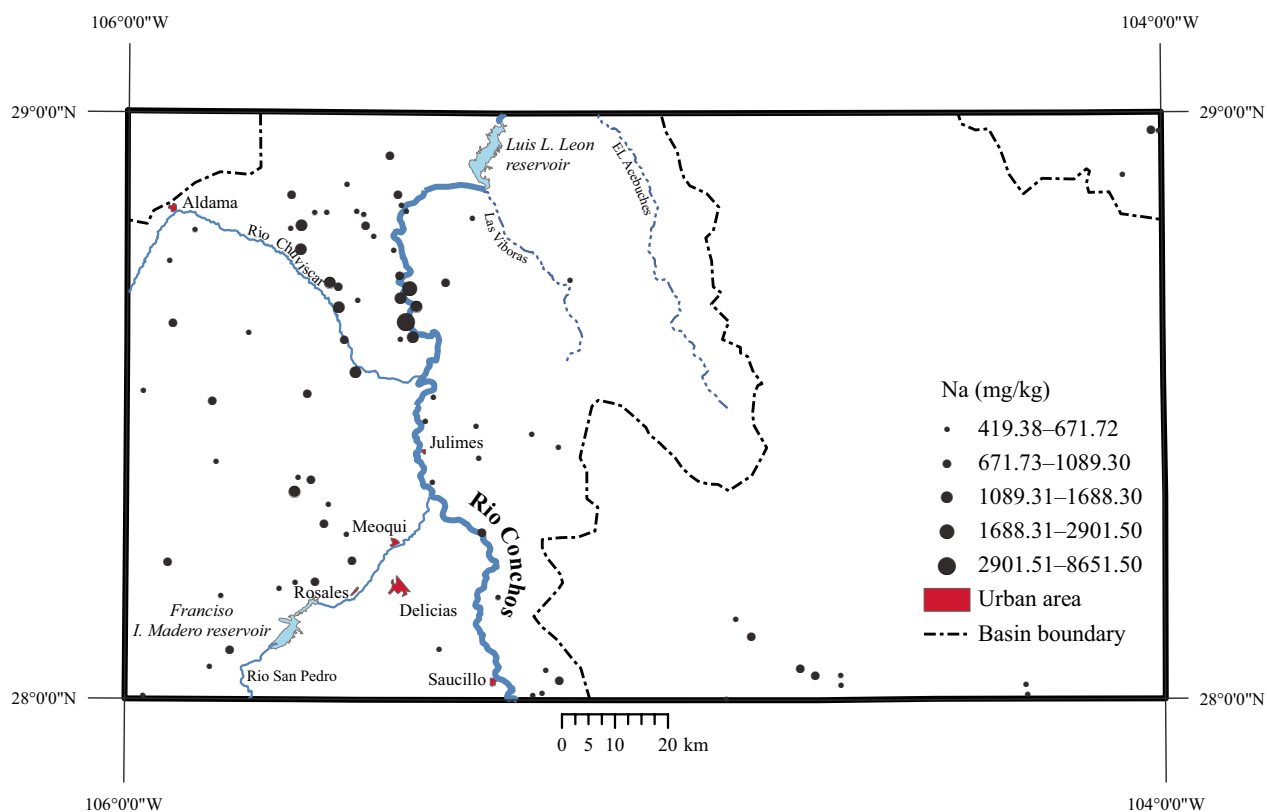 106°0'0"W
104°0'0"W
29°0'0"N
29°0'0"N
Luis L. Leon
reservoir
EL Acebuches
Aldama
Rio Chuviscar
Las Viboras
Na (mg/kg)
419.38–671.72
671.73–1089.30
1089.31–1688.30
1688.31–2901.50
2901.51–8651.50
Urban area
Basin boundary
Julimes
Rio Conchos
Meoqui
Rosales
Delicias
Franciso
I. Madero reservoir
Rio San Pedro
Saucillo
28°0'0"N
28°0'0"N
0 5 10 20 km
106°0'0"W
104°0'0"W